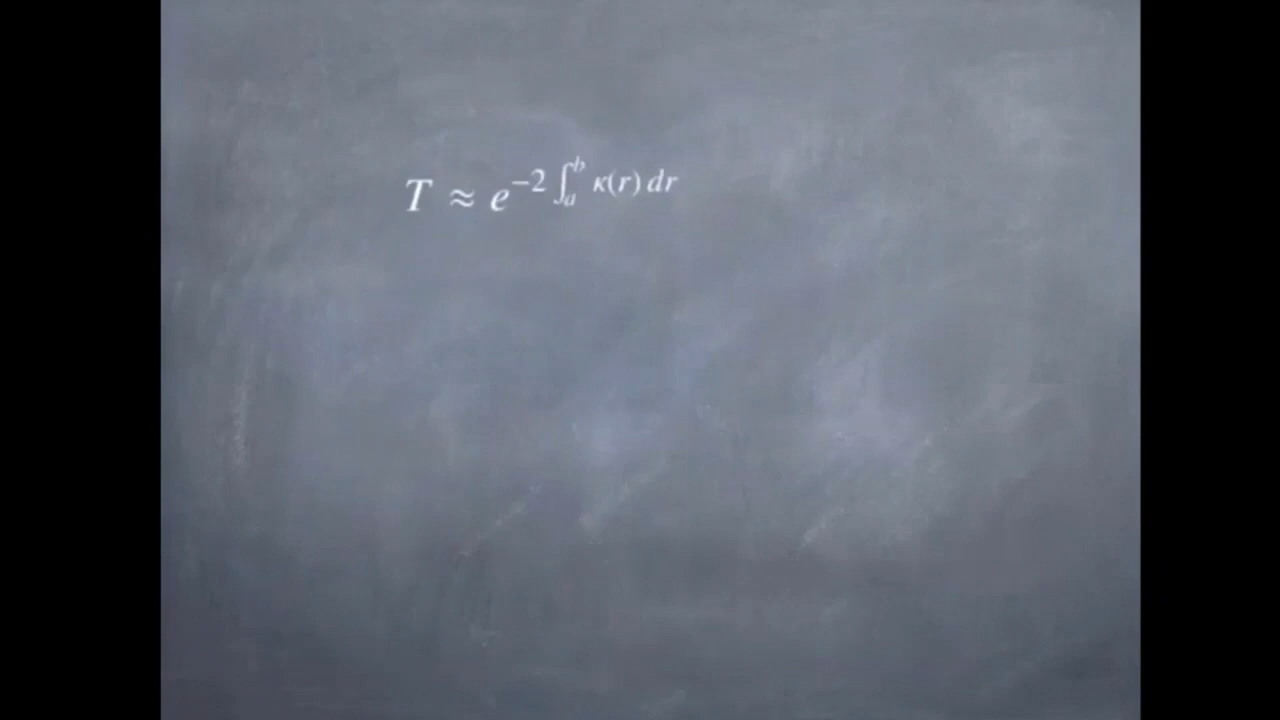 T ≈ e^{-2 ∫_a^b κ(r) dr}